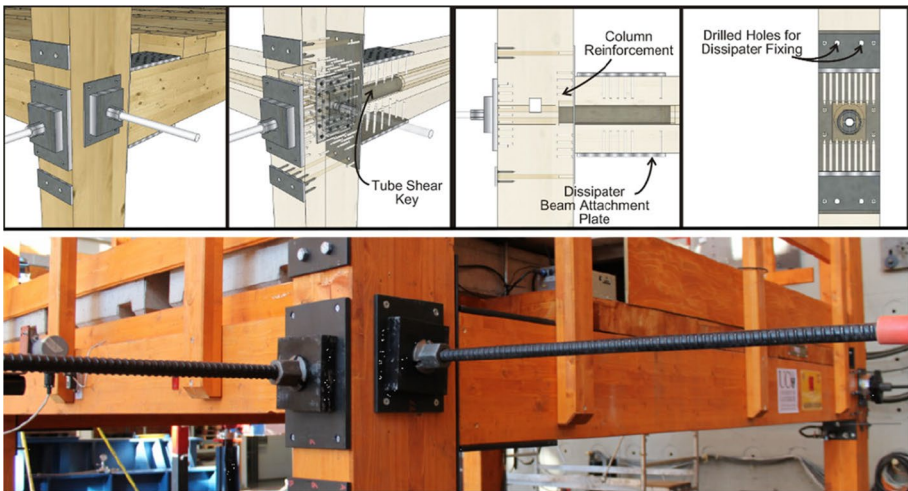 Tube Shear
Key
Column
Reinforcement
Dissipater
Beam Attachment
Plate
Drilled Holes for
Dissipater Fixing